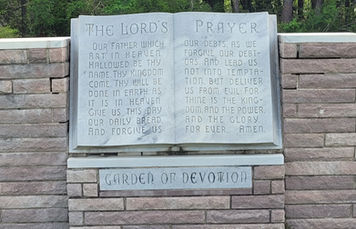 The Lord's Prayer
Our Father which
art in heaven
hallowed be thy
name. Thy kingdom
come. Thy will be
done in earth, as
it is in heaven.
Give us this day
our daily bread.
And forgive us
our debts, as we
forgive our debt-
ors. And lead us
not into tempta-
tion, but deliver
us from evil: for
thine is the king-
dom, and the power,
and the glory,
for ever. Amen.
Garden of Devotion